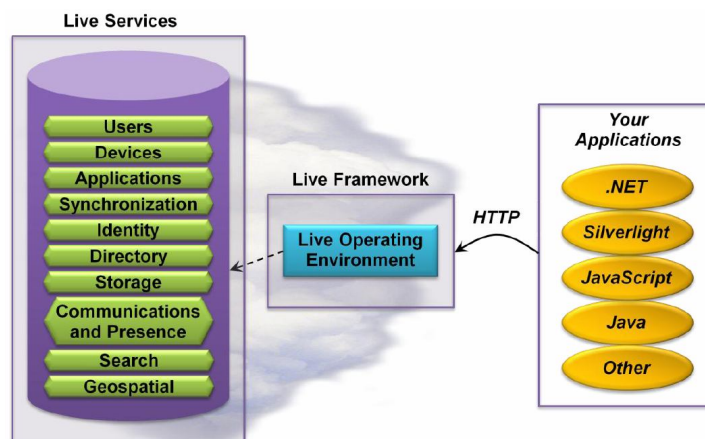 Live Services
Users
Devices
Applications
Synchronization
Identity
Directory
Storage
Communications
and Presence
Search
Geospatial
Live Framework
Live Operating
Environment
HTTP
Your
Applications
.NET
Silverlight
JavaScript
Java
Other